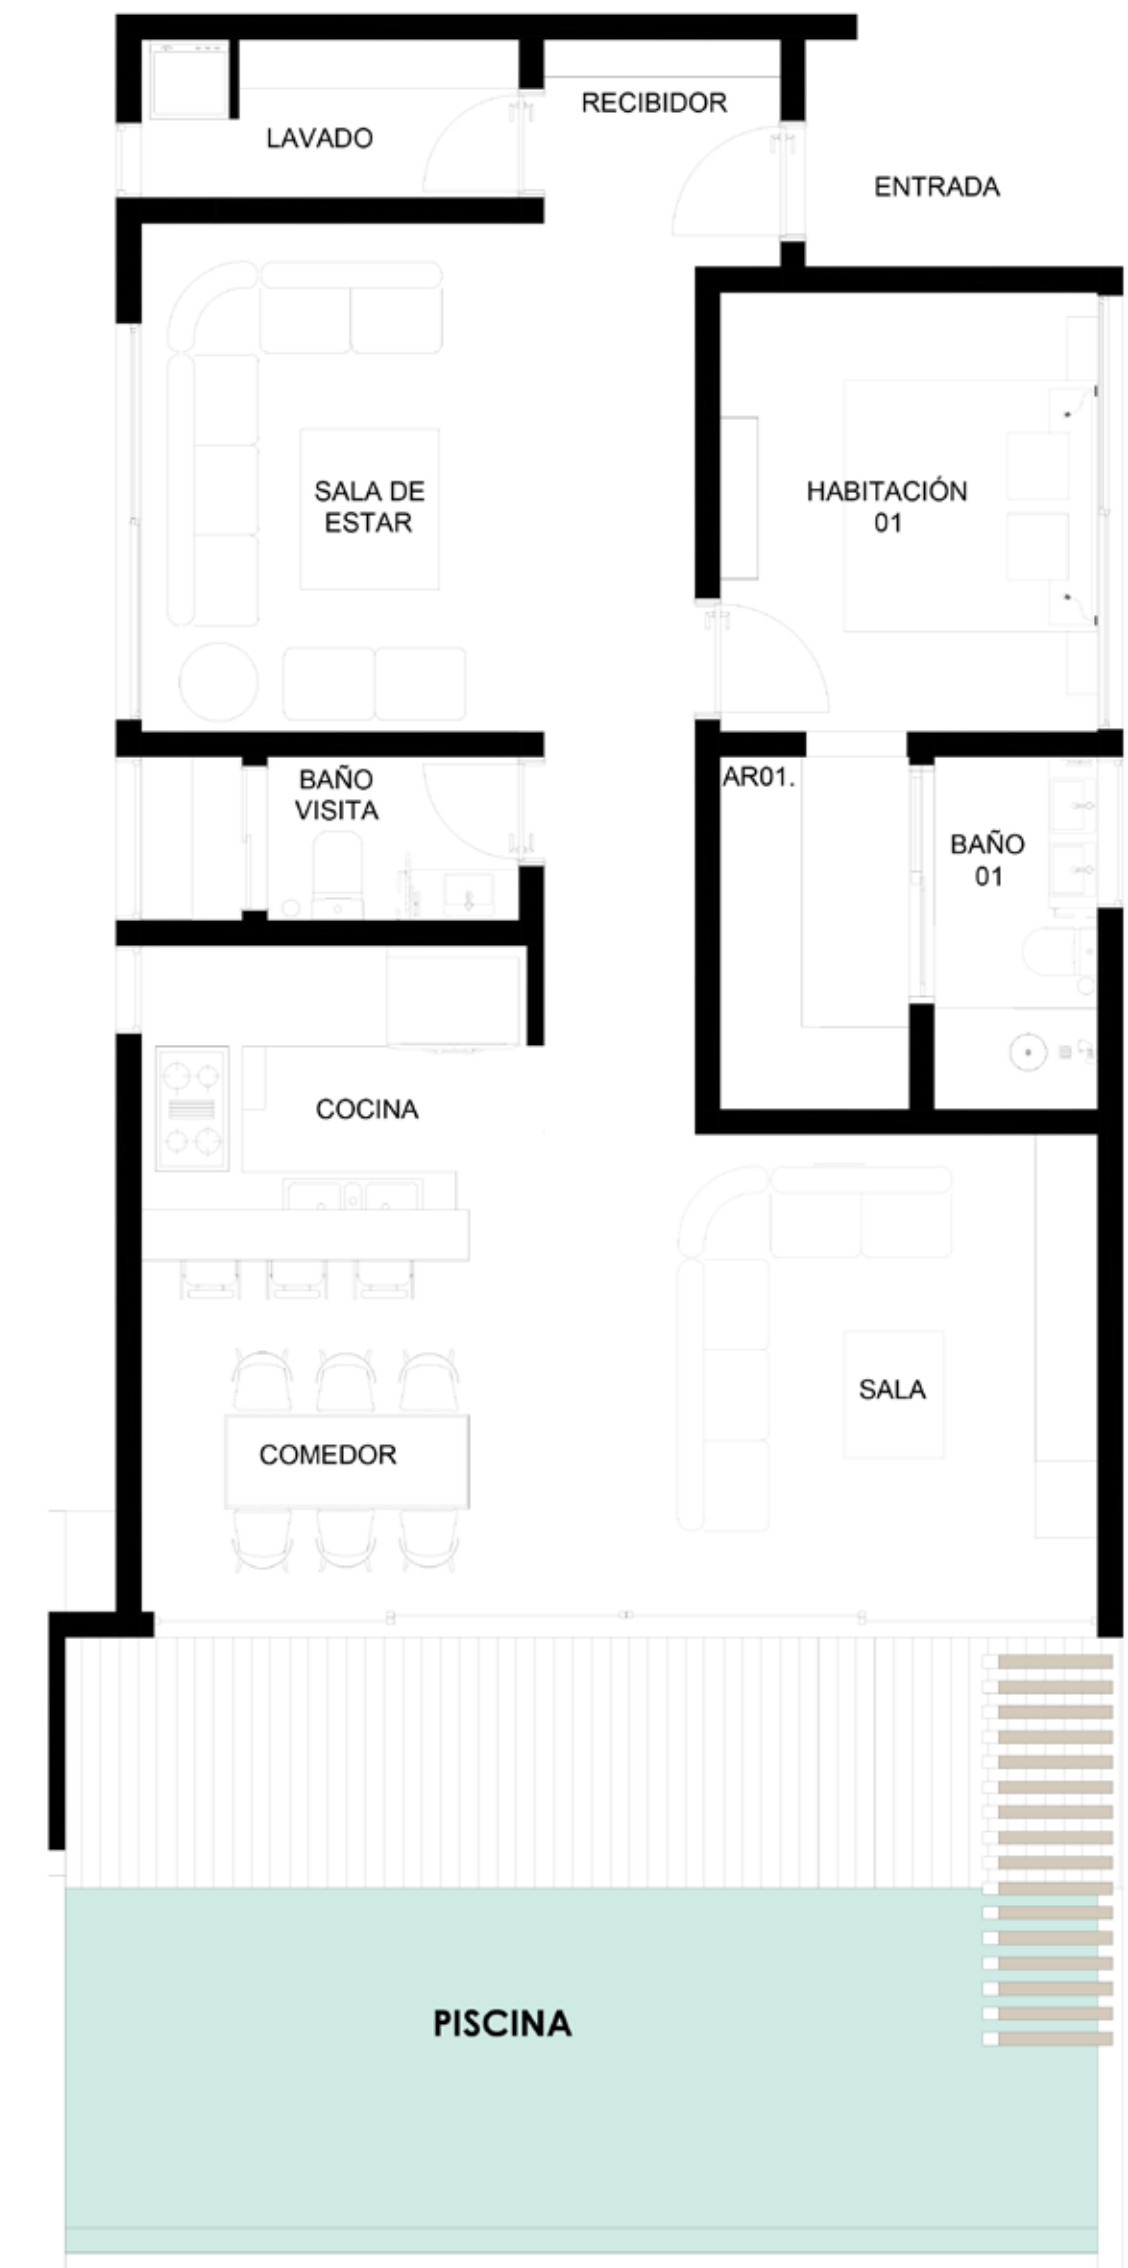 RECIBIDOR
LAVADO
ENTRADA
SALA DE
ESTAR
HABITACIÓN
01
BAÑO
VISITA
AR01.
BAÑO
01
COCINA
SALA
COMEDOR
PISCINA